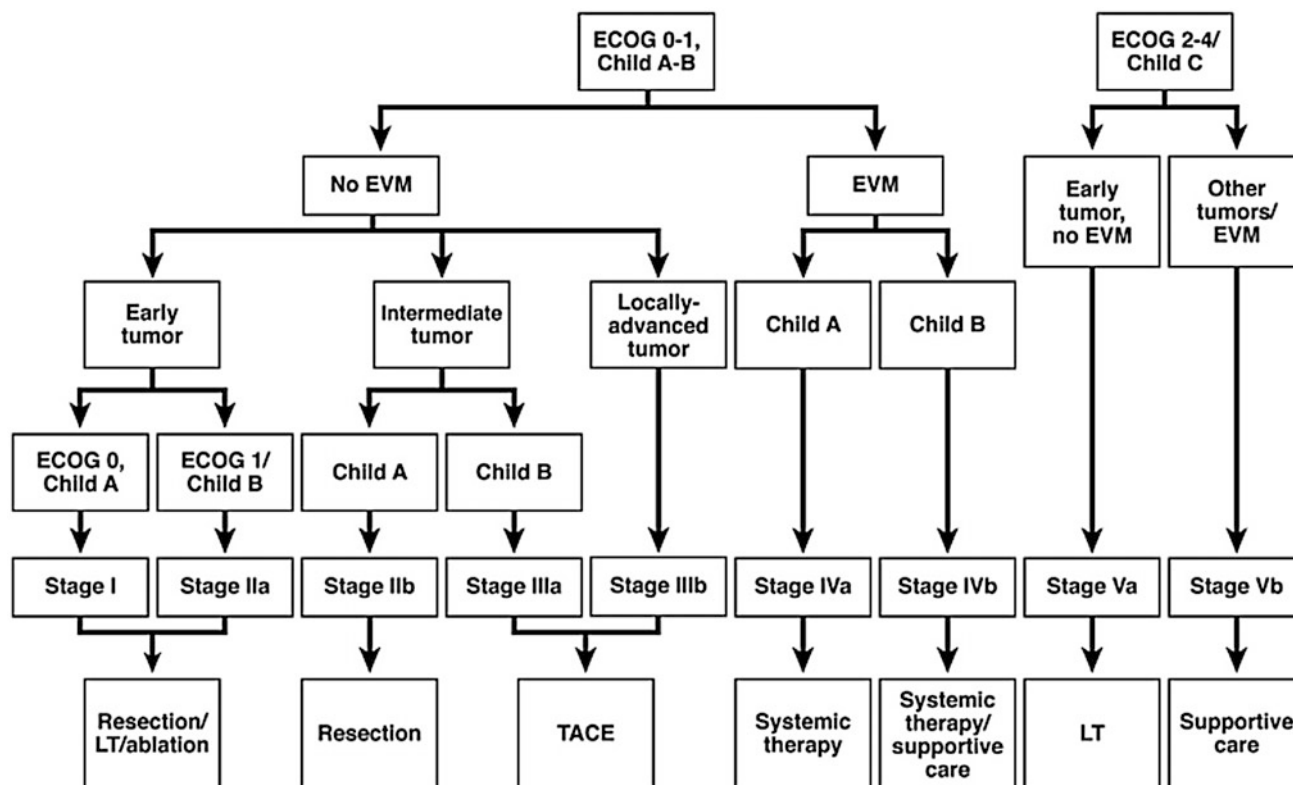 ECOG 0-1,
Child A-B
ECOG 2-4/
Child C
No EVM
EVM
Early
tumor,
no EVM
Other
tumors/
EVM
Early
tumor
Intermediate
tumor
Locally-
advanced
tumor
Child A
Child B
ECOG 0,
Child A
ECOG 1/
Child B
Child A
Child B
Stage I
Stage IIa
Stage IIb
Stage IIIa
Stage IIIb
Stage IVa
Stage IVb
Stage Va
Stage Vb
Resection/
LT/ablation
Resection
TACE
Systemic
therapy
Systemic
therapy/
supportive
care
LT
Supportive
care